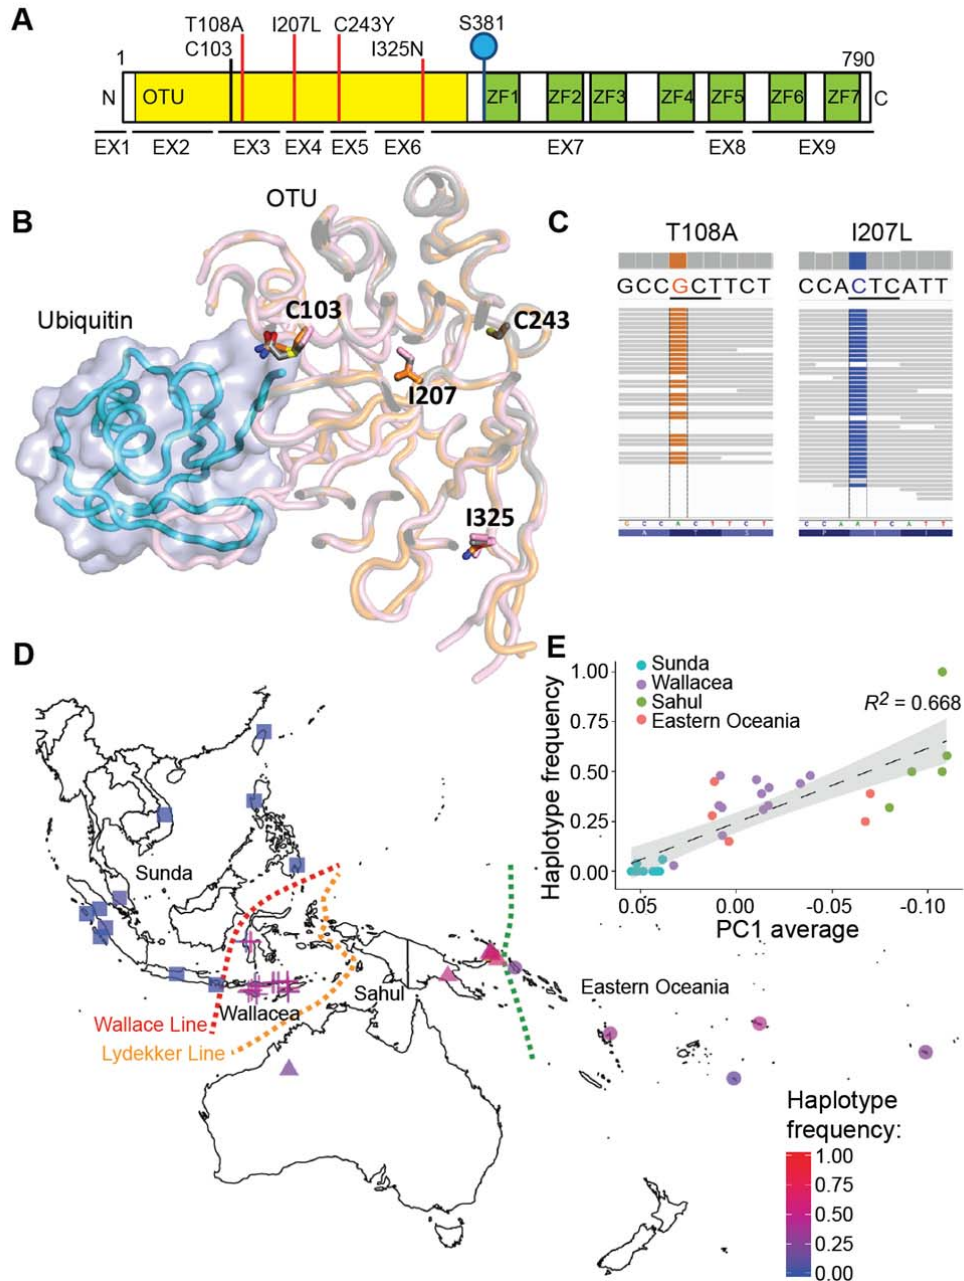 A
T108A I207L C243Y S381
1 C103 I325N 790
N OTU ZF1 ZF2 ZF3 ZF4 ZF5 ZF6 ZF7 C
EX1 EX2 EX3 EX4 EX5 EX6 EX7 EX8 EX9
B
OTU
Ubiquitin
C103
C243
I207
I325
C
T108A I207L
GCCGCTTCT CCACTCATT
G C C A C T T C T C C A A T C A T T
D
Sunda
Wallacea
Sahul
Eastern Oceania
Wallace Line
Lydekker Line
Haplotype
frequency:
1.00
0.75
0.50
0.25
0.00
E
Haplotype frequency
1.00
0.75
0.50
0.25
0.00
Sunda
Wallacea
Sahul
Eastern Oceania
R² = 0.668
0.05 0.00 -0.05 -0.10
PC1 average